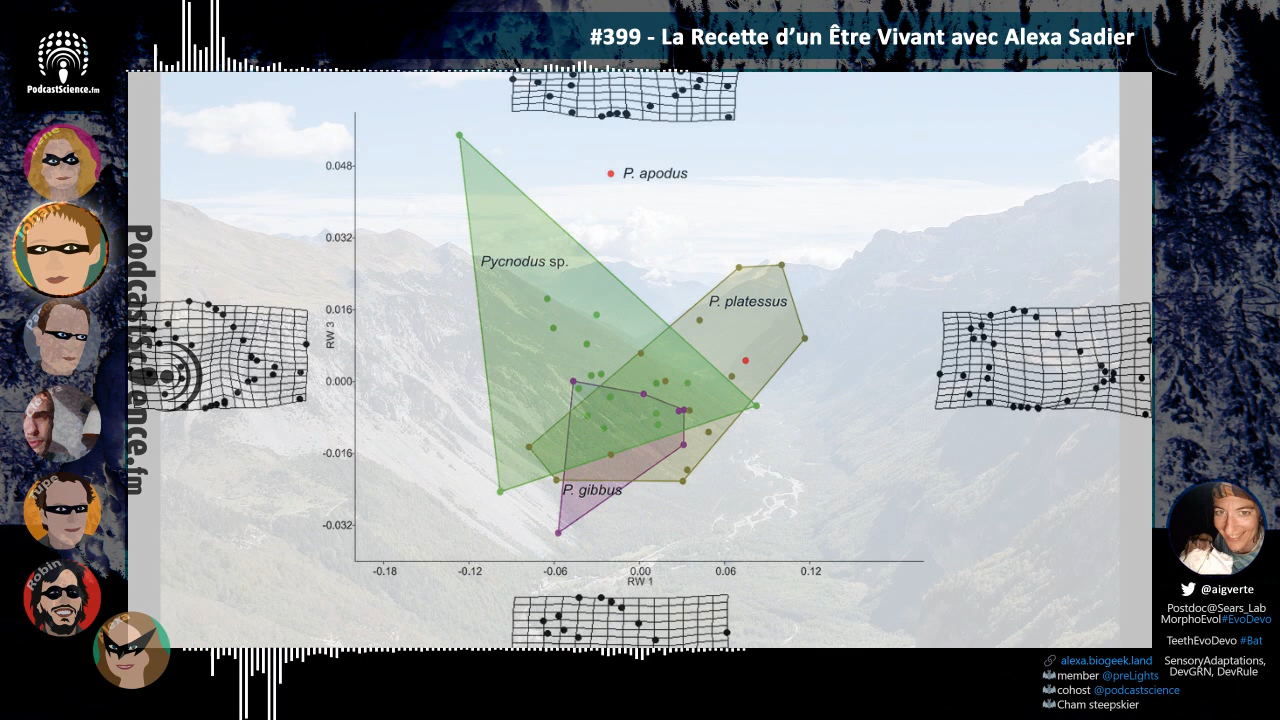 #399 - La Recette d'un Être Vivant avec Alexa Sadier
PodcastScience.fm
Johan
Robin
Podcastscience.fm
P. apodus
Pycnodus sp.
P. platessus
P. gibbus
0.048
0.032
0.016
0.000
-0.016
-0.032
RW 3
-0.18
-0.12
-0.06
0.00
0.06
0.12
RW 1
@aigverte
Postdoc@Sears_Lab
MorphoEvol#EvoDevo
TeethEvoDevo #Bat
SensoryAdaptations,
DevGRN, DevRule
alexa.biogeek.land
member @preLights
cohost @podcastscience
Cham steepskier